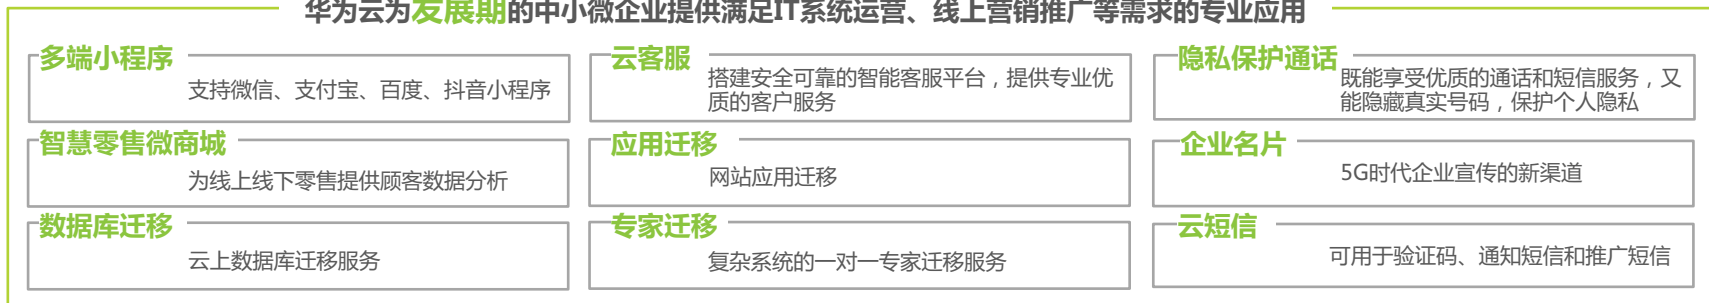 华为云为发展期的中小微企业提供满足IT系统运营、线上营销推广等需求的专业应用
多端小程序
支持微信、支付宝、百度、抖音小程序
云客服
搭建安全可靠的智能客服平台，提供专业优
质的客户服务
隐私保护通话
既能享受优质的通话和短信服务，又
能隐藏真实号码，保护个人隐私
智慧零售微商城
为线上线下零售提供顾客数据分析
应用迁移
网站应用迁移
企业名片
5G时代企业宣传的新渠道
数据库迁移
云上数据库迁移服务
专家迁移
复杂系统的一对一专家迁移服务
云短信
可用于验证码、通知短信和推广短信